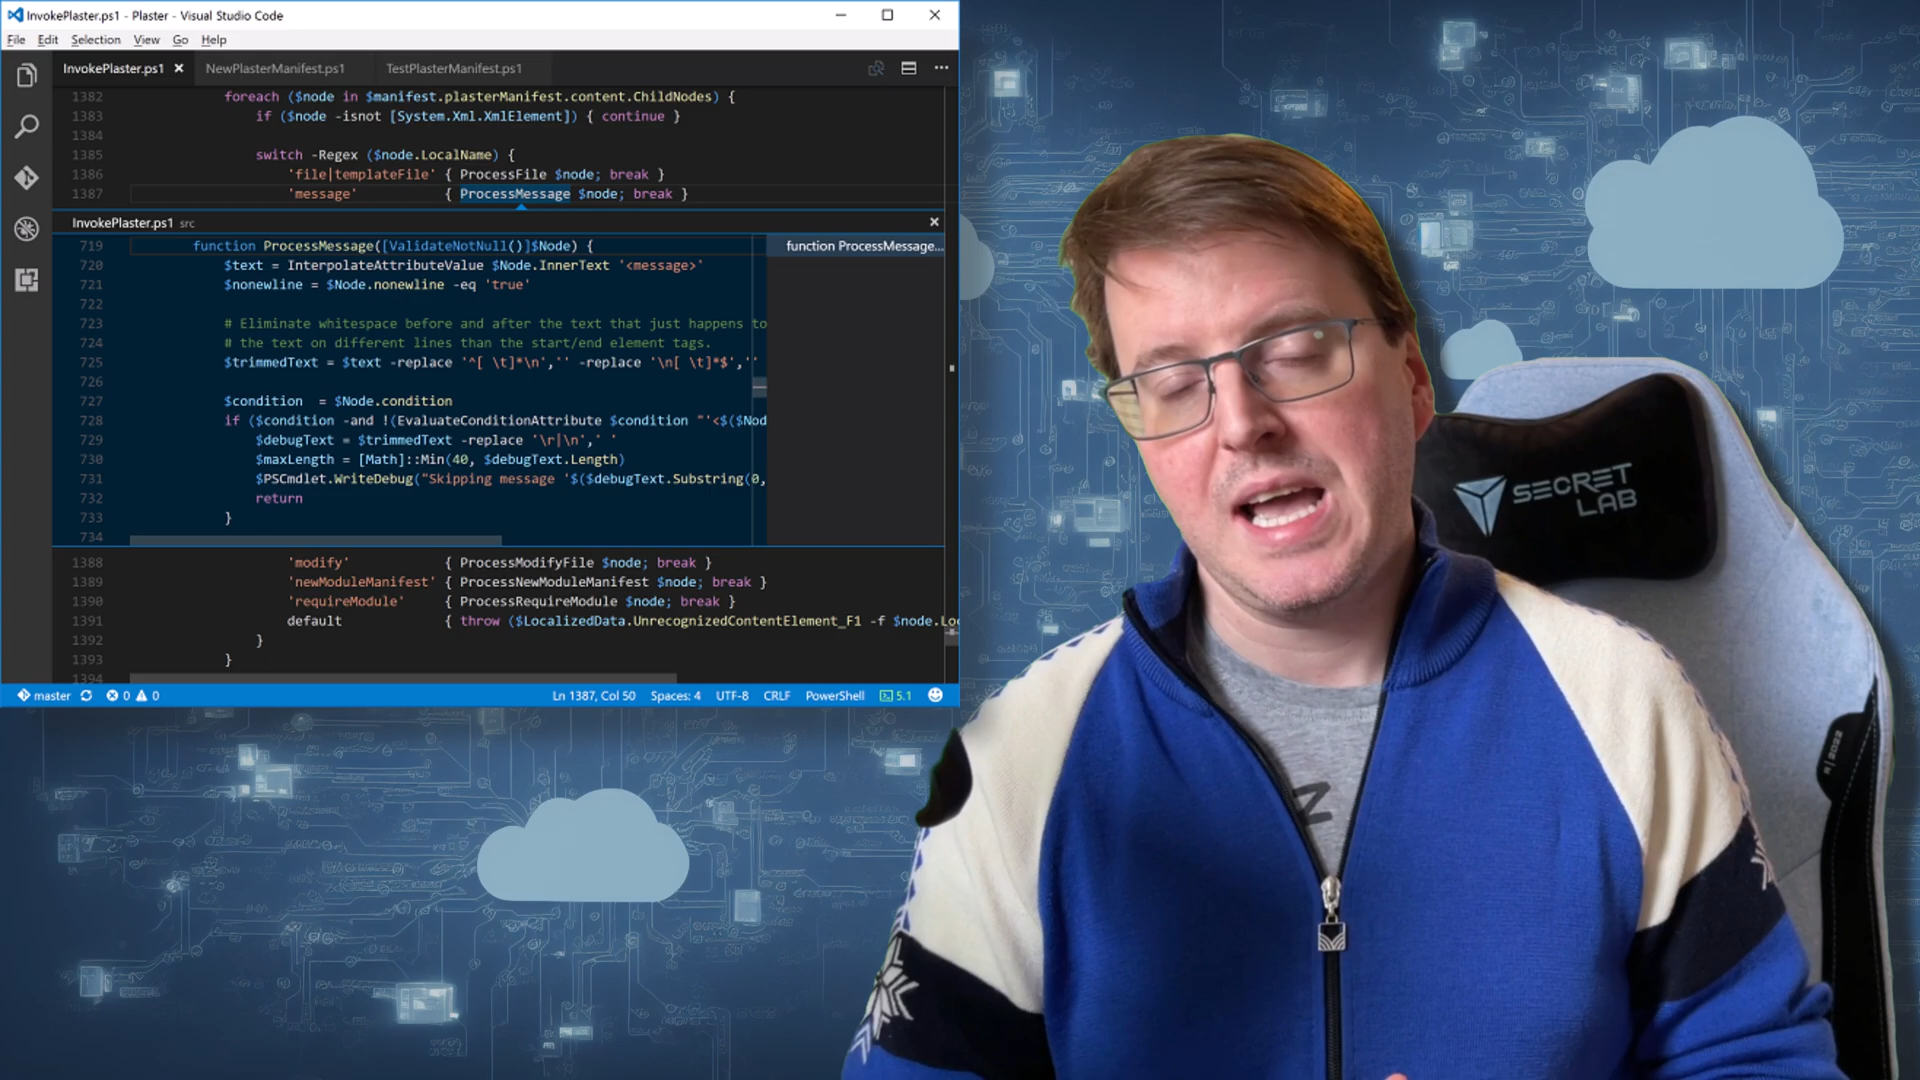 InvokePlaster.ps1 - Plaster - Visual Studio Code
File Edit Selection View Go Help
InvokePlaster.ps1 NewPlasterManifest.ps1 TestPlasterManifest.ps1
1382 foreach ($node in $manifest.plasterManifest.content.ChildNodes) {
1383 if ($node -isnot [System.Xml.XmlElement]) { continue }
1384
1385 switch -Regex ($node.LocalName) {
1386 'file|templateFile' { ProcessFile $node; break }
1387 'message' { ProcessMessage $node; break }
InvokePlaster.ps1 src
719 function ProcessMessage([ValidateNotNull()]$Node) {
function ProcessMessage...
720 $text = InterpolateAttributeValue $Node.InnerText '<message>'
721 $nonewline = $Node.nonewline -eq 'true'
722
723 # Eliminate whitespace before and after the text that just happens to
724 # the text on different lines than the start/end element tags.
725 $trimmedText = $text -replace '^[ \t]*\n','' -replace '\n[ \t]*$',''
726
727 $condition = $Node.condition
728 if ($condition -and !(EvaluateConditionAttribute $condition "'<$($Nod
729 $debugText = $trimmedText -replace '\r|\n',' '
730 $maxLength = [Math]::Min(40, $debugText.Length)
731 $PSCmdlet.WriteDebug("Skipping message '$($debugText.Substring(0,
732 return
733 }
734
1388 'modify' { ProcessModifyFile $node; break }
1389 'newModuleManifest' { ProcessNewModuleManifest $node; break }
1390 'requireModule' { ProcessRequireModule $node; break }
1391 default { throw ($LocalizedData.UnrecognizedContentElement_F1 -f $node.Lo
1392 }
1393 }
1394
master 0 0 Ln 1387, Col 50 Spaces: 4 UTF-8 CRLF PowerShell 5.1
SECRET
LAB
R|2022
Z